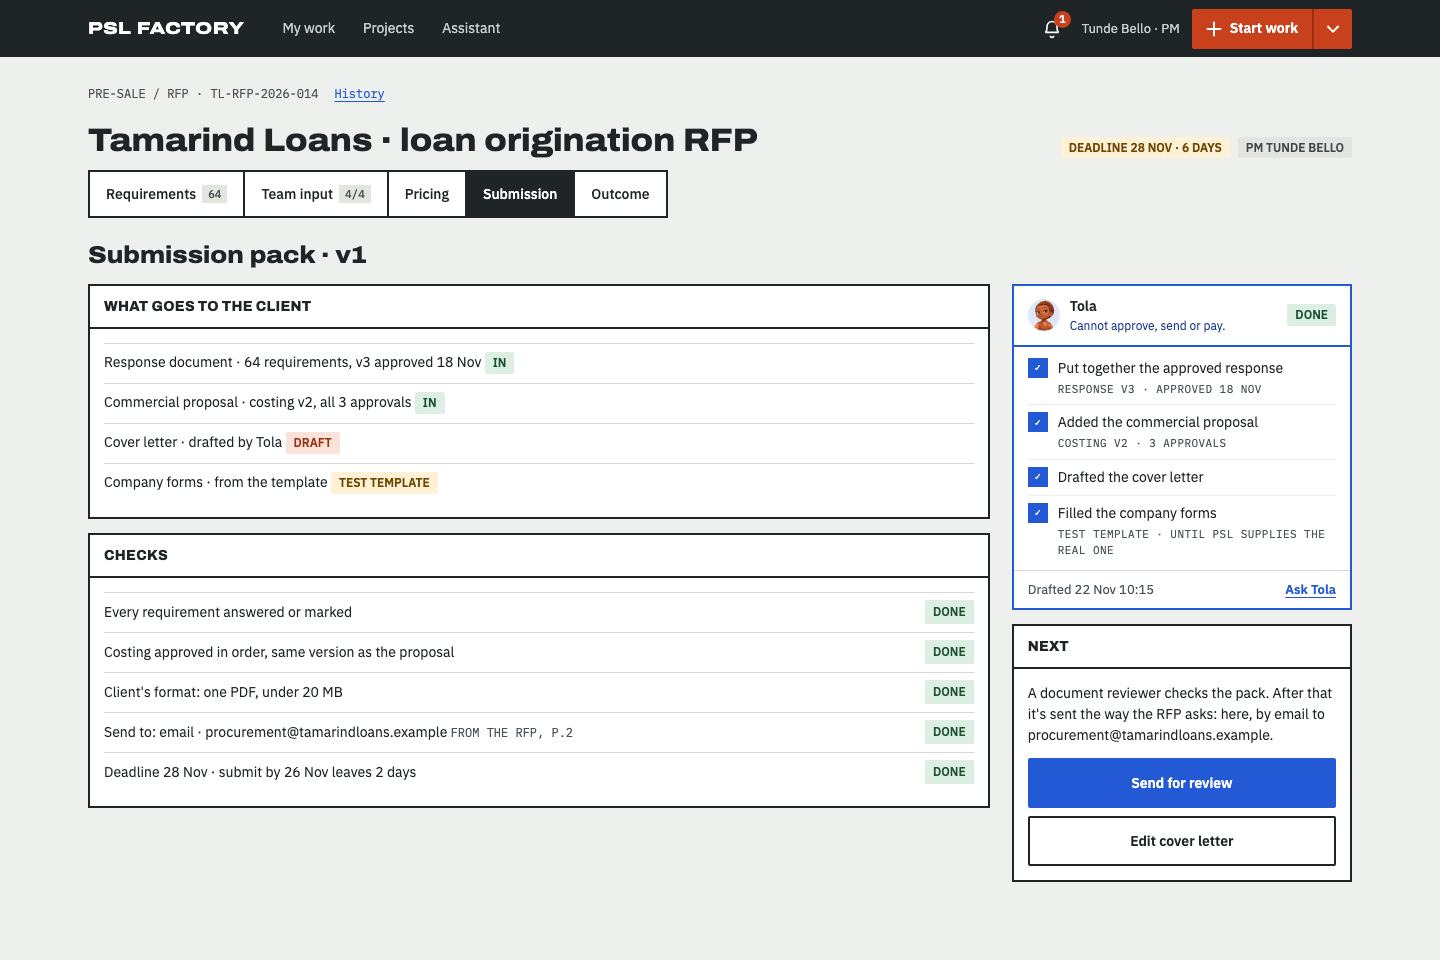 PSL FACTORY
My work
Projects
Assistant
1
Tunde Bello · PM
Start work
PRE-SALE / RFP · TL-RFP-2026-014
History
Tamarind Loans · loan origination RFP
DEADLINE 28 NOV · 6 DAYS
PM TUNDE BELLO
Requirements 64
Team input 4/4
Pricing
Submission
Outcome
Submission pack · v1
WHAT GOES TO THE CLIENT
Response document · 64 requirements, v3 approved 18 Nov IN
Commercial proposal · costing v2, all 3 approvals IN
Cover letter · drafted by Tola DRAFT
Company forms · from the template TEST TEMPLATE
CHECKS
Every requirement answered or marked DONE
Costing approved in order, same version as the proposal DONE
Client's format: one PDF, under 20 MB DONE
Send to: email · procurement@tamarindloans.example FROM THE RFP, P.2 DONE
Deadline 28 Nov · submit by 26 Nov leaves 2 days DONE
Tola
Cannot approve, send or pay.
DONE
Put together the approved response
RESPONSE V3 · APPROVED 18 NOV
Added the commercial proposal
COSTING V2 · 3 APPROVALS
Drafted the cover letter
Filled the company forms
TEST TEMPLATE · UNTIL PSL SUPPLIES THE
REAL ONE
Drafted 22 Nov 10:15
Ask Tola
NEXT
A document reviewer checks the pack. After that
it's sent the way the RFP asks: here, by email to
procurement@tamarindloans.example.
Send for review
Edit cover letter